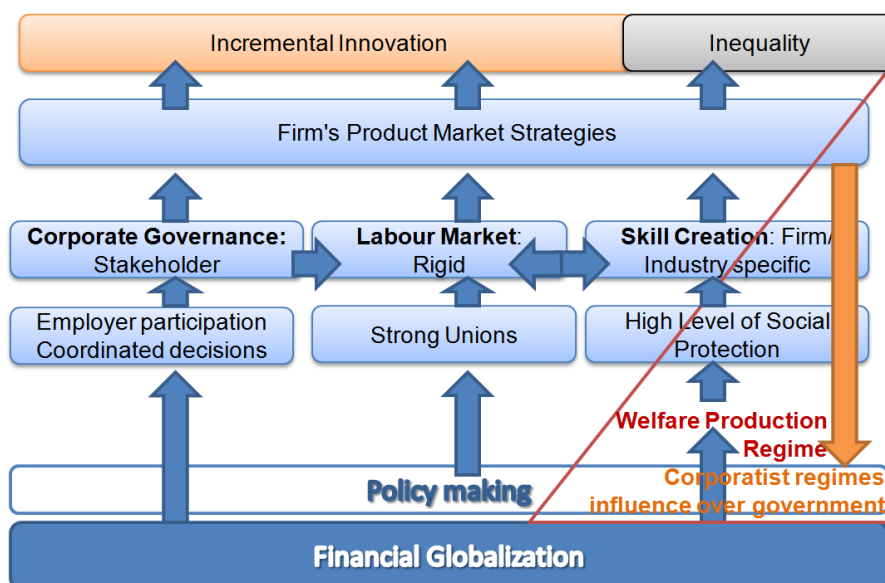 Incremental Innovation
Inequality
Firm's Product Market Strategies
Corporate Governance:
Stakeholder
Labour Market:
Rigid
Skill Creation: Firm/
Industry specific
Employer participation
Coordinated decisions
Strong Unions
High Level of Social
Protection
Welfare Production
Regime
Policy making
Corporatist regimes
influence over government
Financial Globalization